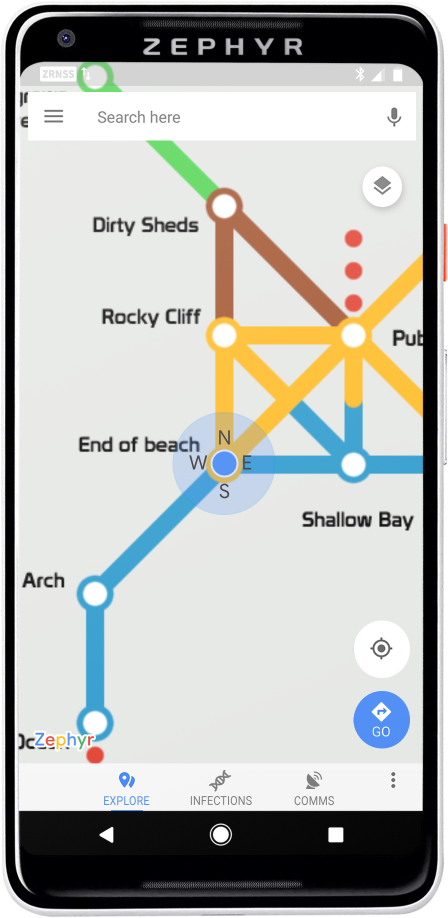 ZEPHYR
ZRNSS
Search here
Dirty Sheds
Rocky Cliff
Pub
End of beach
N
W
E
S
Shallow Bay
Arch
Zephyr
GO
EXPLORE
INFECTIONS
COMMS